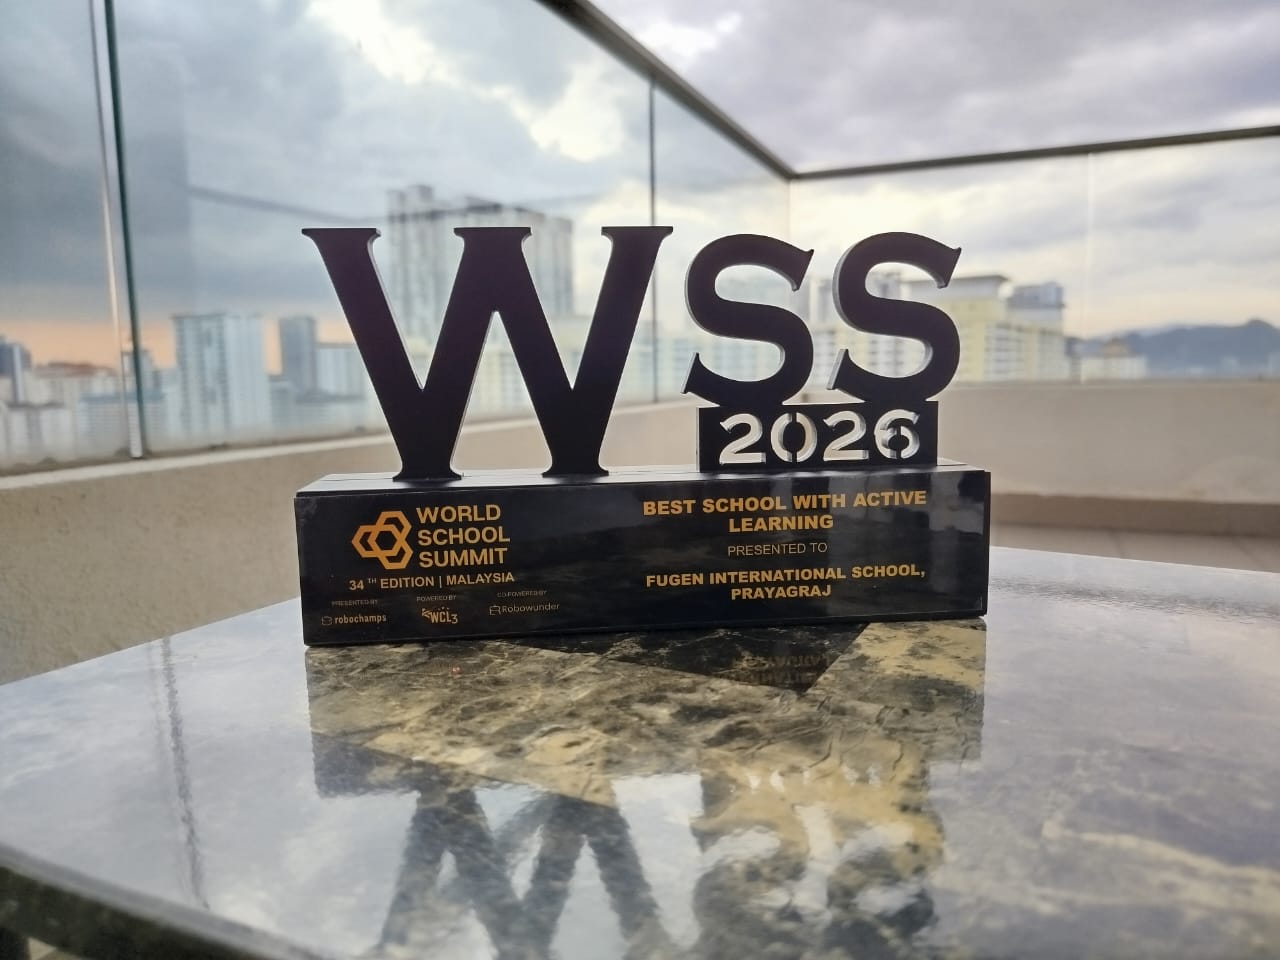 WSS
2026
WORLD
SCHOOL
SUMMIT
34TH EDITION | MALAYSIA
PRESENTED BY
robochamps
POWERED BY
WCL3
CO-POWERED BY
Robowunder
BEST SCHOOL WITH ACTIVE
LEARNING
PRESENTED TO
FUGEN INTERNATIONAL SCHOOL,
PRAYAGRAJ